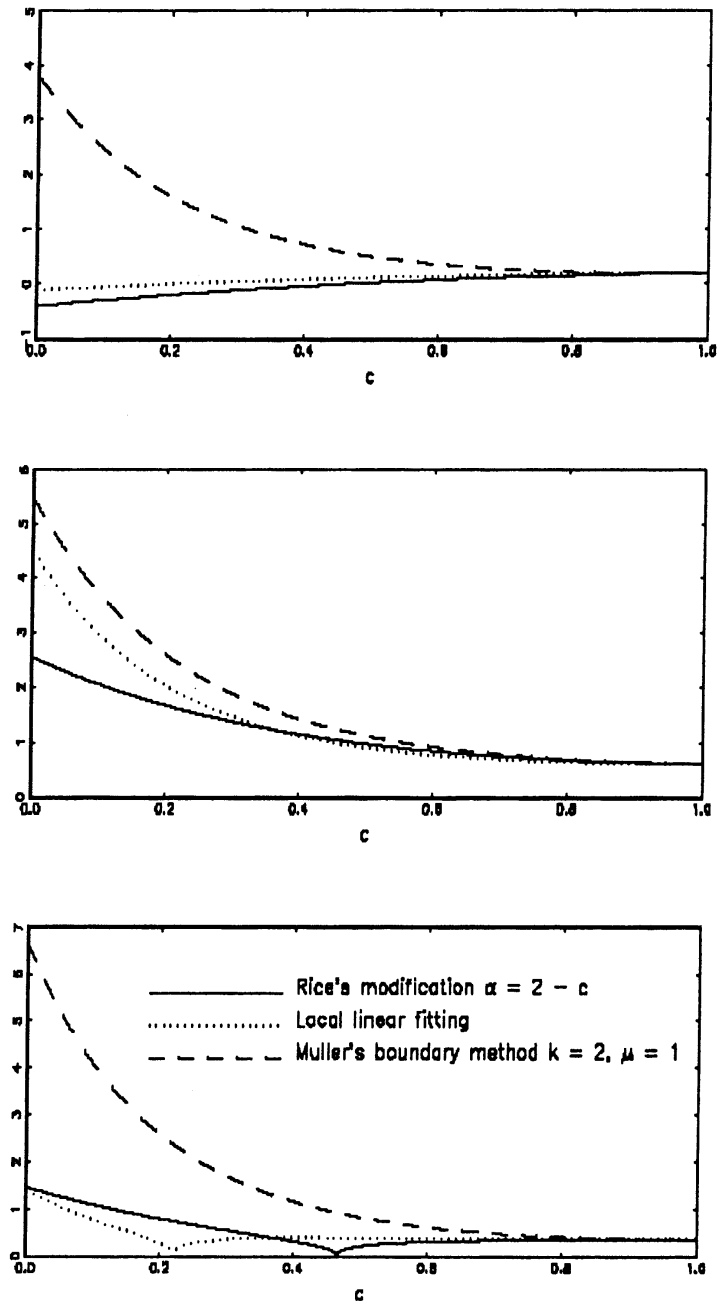 5
4
3
2
1
0
-1
0.0 0.2 0.4 0.6 0.8 1.0
c
6
5
4
3
2
1
0
0.0 0.2 0.4 0.6 0.8 1.0
c
7
6
5
4
3
2
1
0
Rice's modification α = 2 - c
Local linear fitting
Muller's boundary method k = 2, μ = 1
0.0 0.2 0.4 0.6 0.8 1.0
c